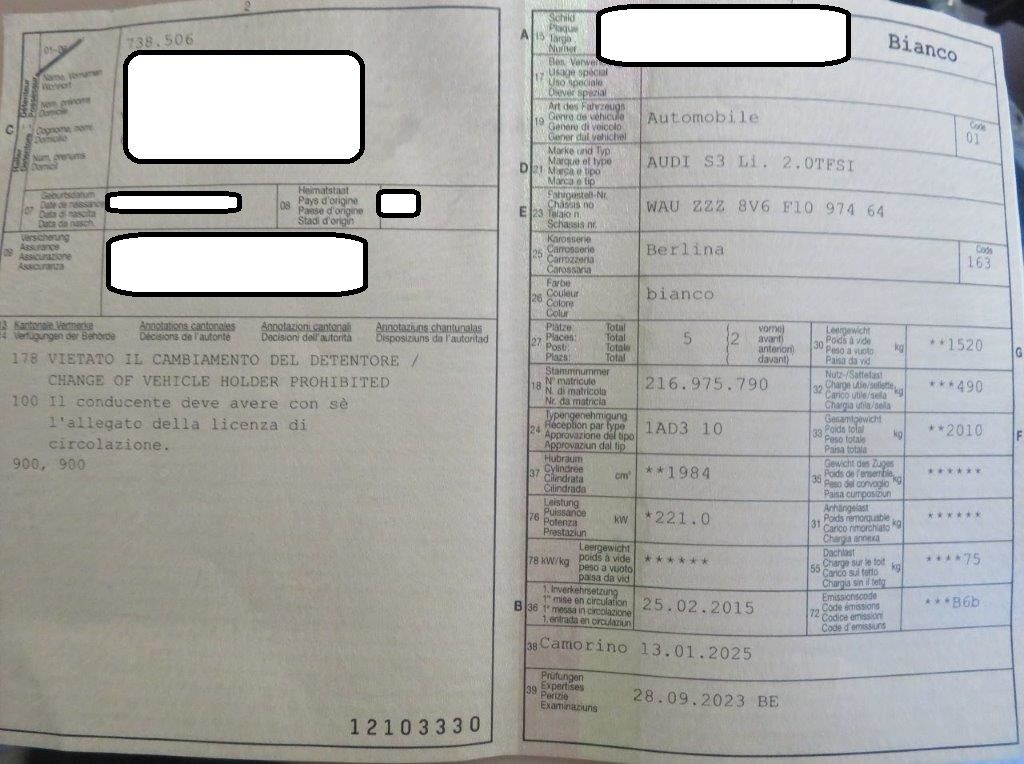 2
01-06
738.506
C
Halter
Détenteur
Detentore
Possessur
Name, Vornamen
Wohnort
Nom, prénoms
Domicile
Cognome, nomi
Domicilio
Num, prenums
Domicil
07
Geburtsdatum
Date de naissance
Data di nascita
Data da nasch.
08
Heimatstaat
Pays d'origine
Paese d'origine
Stadi d'origin
09
Versicherung
Assurance
Assicurazione
Assicuranza
13
14
Kantonale Vermerke
Verfügungen der Behörde
Annotations cantonales
Décisions de l'autorité
Annotazioni cantonali
Decisioni dell'autorità
Annotaziuns chantunalas
Disposiziuns da l'autoritad
178 VIETATO IL CAMBIAMENTO DEL DETENTORE /
CHANGE OF VEHICLE HOLDER PROHIBITED
100 Il conducente deve avere con sè
l'allegato della licenza di
circolazione.
900, 900
12103330
A 15
Schild
Plaque
Targa
Numer
Bianco
17
Bes. Verwen
Usage spécial
Uso speciale
Diever spezial
19
Art des Fahrzeugs
Genre de véhicule
Genere di veicolo
Gener dal vehichel
Automobile
Code
01
D 21
Marke und Typ
Marque et type
Marca e tipo
Marca e tip
AUDI S3 Li. 2.0TFSI
E 23
Fahrgestell-Nr.
Châssis no
Telaio n.
Schassis nr.
WAU ZZZ 8V6 F10 974 64
25
Karosserie
Carrosserie
Carrozzeria
Carossaria
Berlina
Code
163
26
Farbe
Couleur
Colore
Colur
bianco
27
Plätze: Total
Places: Total
Posti: Totale
Plazs: Total
5 (2
vorne)
avant)
anteriori)
davant)
30
Leergewicht
Poids à vide
Peso a vuoto
Paisa da vid
kg
**1520
G
18
Stammnummer
N° matricule
N. di matricola
Nr. da matricla
216.975.790
32
Nutz-/Sattellast
Charge utile/sellette
Carico utile/sella
Chargia utila/sella
kg
***490
24
Typengenehmigung
Réception par type
Approvazione del tipo
Approvaziun dal tip
1AD3 10
33
Gesamtgewicht
Poids total
Peso totale
Paisa totala
kg
**2010
F
37
Hubraum
Cylindrée
Cilindrata
Cilindrada
cm³
**1984
35
Gewicht des Zuges
Poids de l'ensemble
Peso del convoglio
Paisa cumposiziun
kg
******
76
Leistung
Puissance
Potenza
Prestaziun
kW
*221.0
31
Anhängelast
Poids remorquable
Carico rimorchiato
Chargia annexa
kg
******
78 kW/kg
Leergewicht
poids à vide
peso a vuoto
paisa da vid
******
55
Dachlast
Charge sur le toit
Carico sul tetto
Chargia sin il tetg
kg
****75
B 36
1. Inverkehrsetzung
1re mise en circulation
1a messa in circolazione
1. entrada en circulaziun
25.02.2015
72
Emissionscode
Code émissions
Codice emissioni
Code d'emissiuns
***B6b
38 Camorino 13.01.2025
39
Prüfungen
Expertises
Perizie
Examinaziuns
28.09.2023 BE